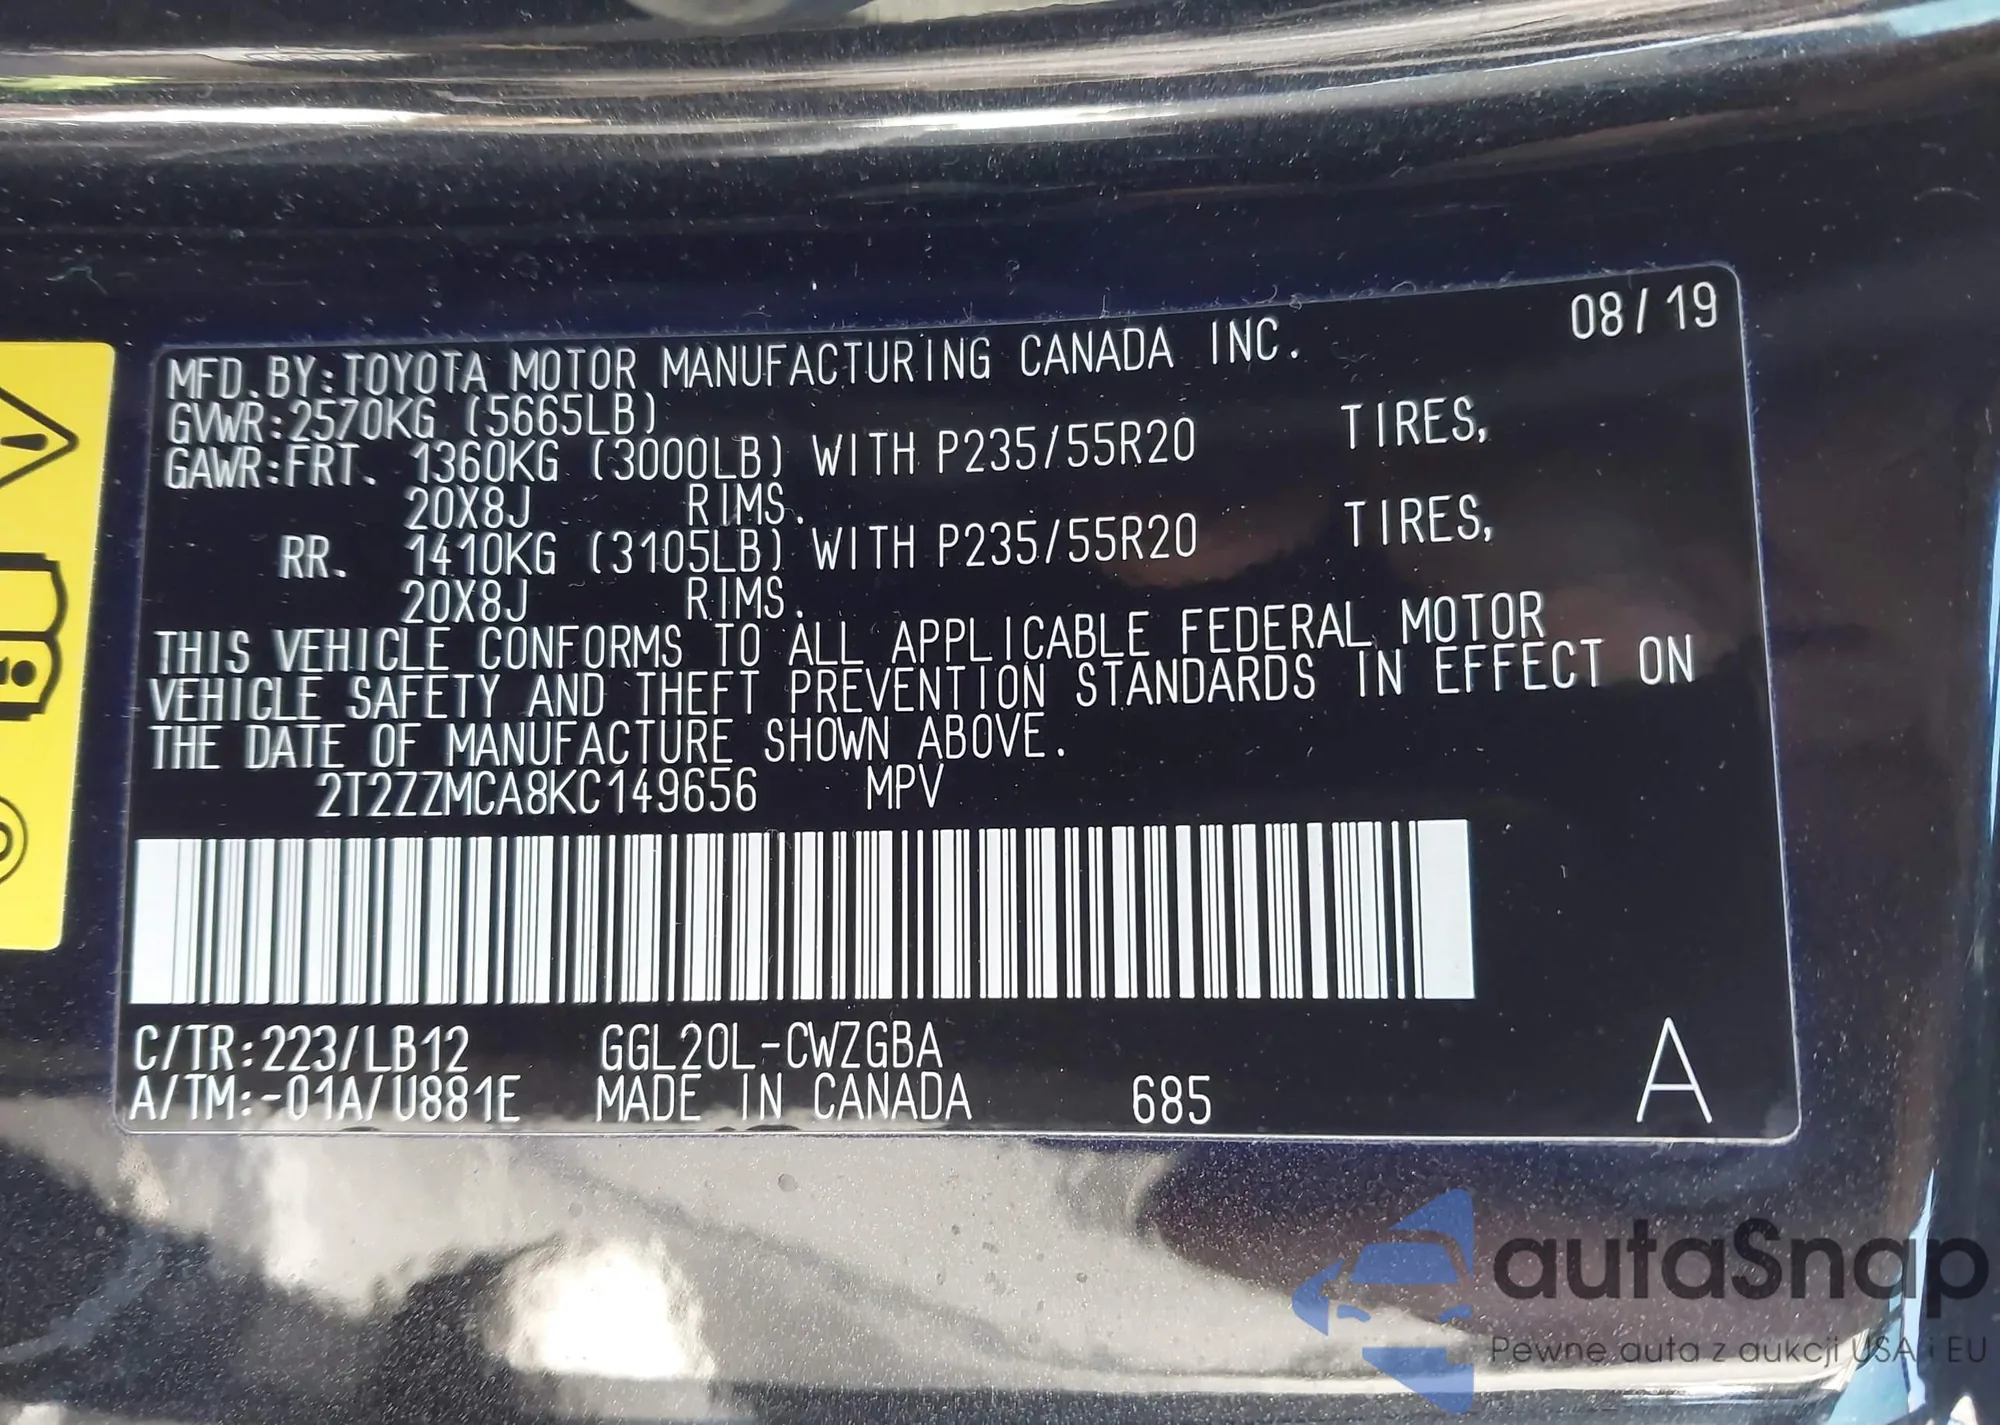 08/19
MFD.BY:TOYOTA MOTOR MANUFACTURING CANADA INC.
GVWR:2570KG (5665LB)
GAWR:FRT. 1360KG (3000LB) WITH P235/55R20 TIRES,
20X8J RIMS.
RR. 1410KG (3105LB) WITH P235/55R20 TIRES,
20X8J RIMS.
THIS VEHICLE CONFORMS TO ALL APPLICABLE FEDERAL MOTOR
VEHICLE SAFETY AND THEFT PREVENTION STANDARDS IN EFFECT ON
THE DATE OF MANUFACTURE SHOWN ABOVE.
2T2ZZMCA8KC149656 MPV
C/TR:223/LB12 GGL20L-CWZGBA
A/TM:-01A/U881E MADE IN CANADA 685 A
autaSnap
Pewne auta z aukcji USA i EU